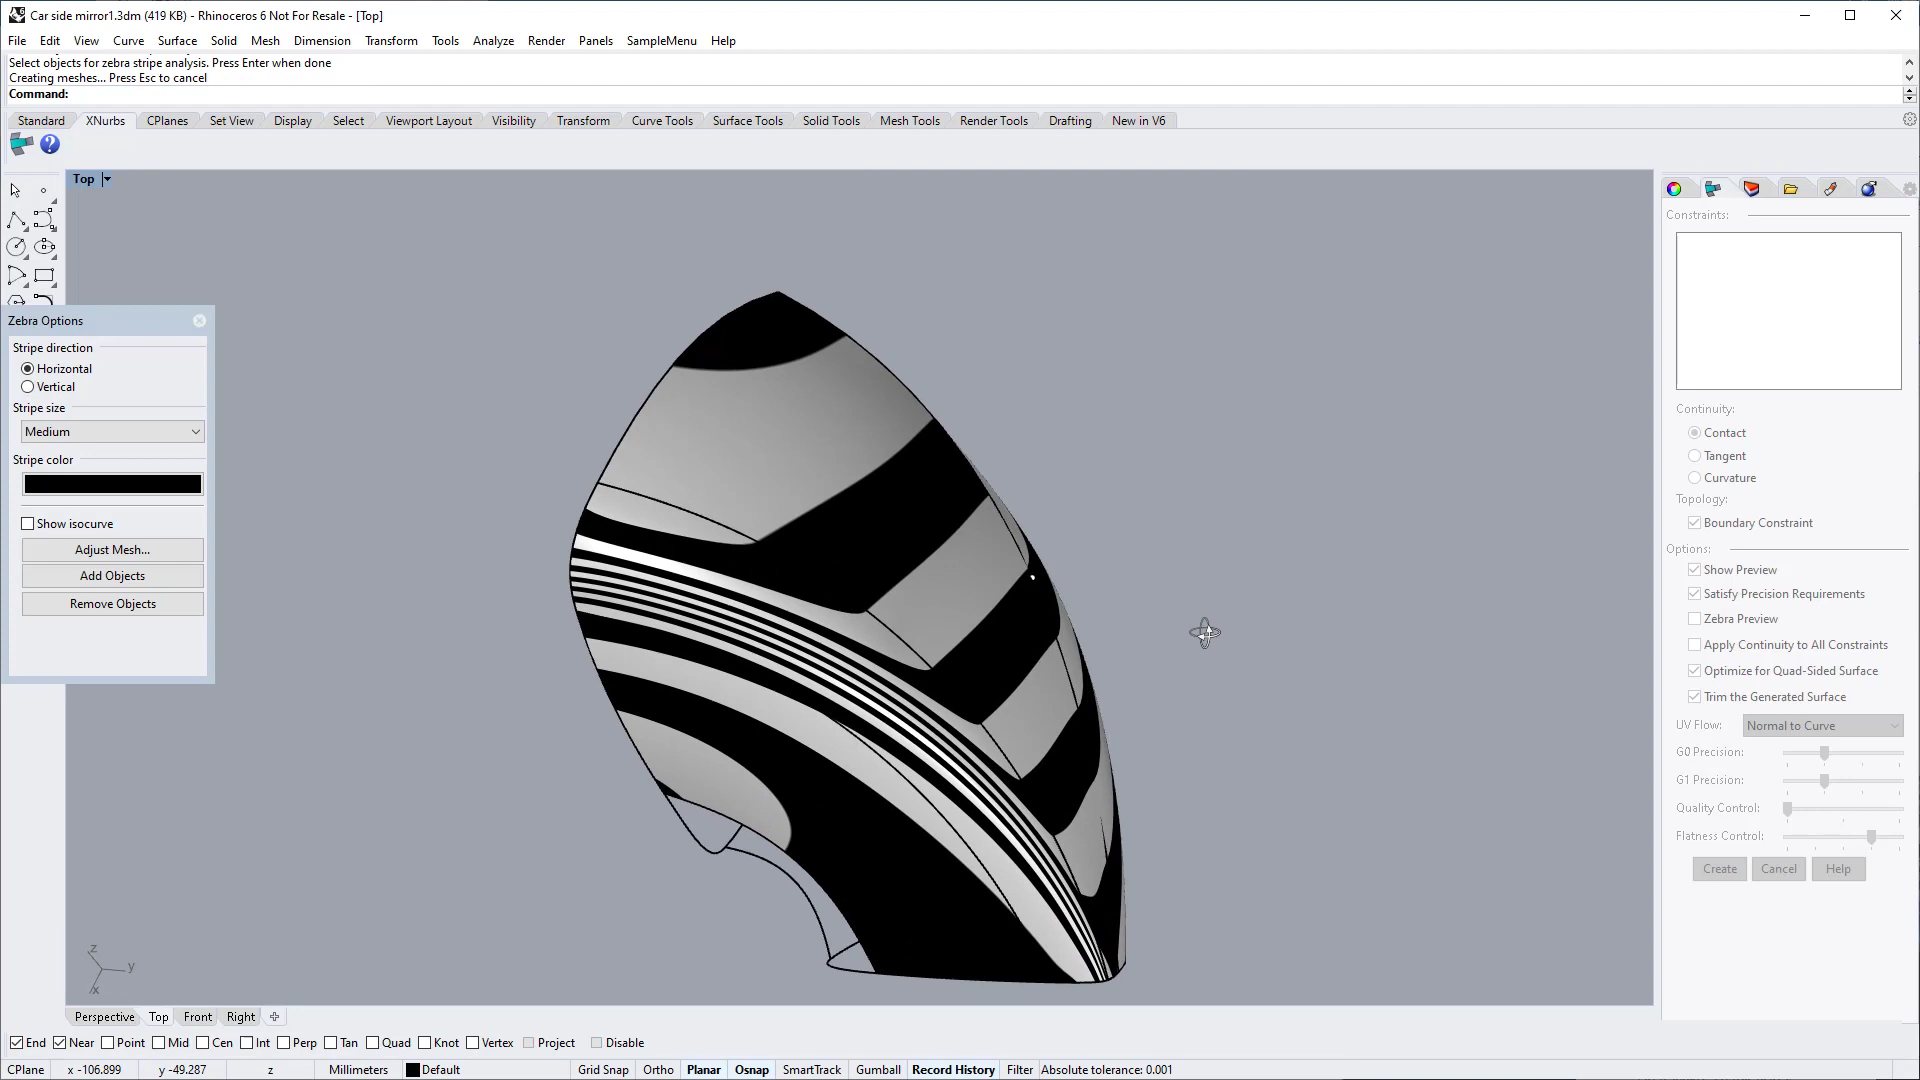 Car side mirror1.3dm (419 KB) - Rhinoceros 6 Not For Resale - [Top]
File Edit View Curve Surface Solid Mesh Dimension Transform Tools Analyze Render Panels SampleMenu Help
Select objects for zebra stripe analysis. Press Enter when done
Creating meshes... Press Esc to cancel
Command:
Standard XNurbs CPlanes Set View Display Select Viewport Layout Visibility Transform Curve Tools Surface Tools Solid Tools Mesh Tools Render Tools Drafting New in V6
Top
Zebra Options
Stripe direction
Horizontal
Vertical
Stripe size
Medium
Stripe color
Show isocurve
Adjust Mesh...
Add Objects
Remove Objects
Constraints:
Continuity:
Contact
Tangent
Curvature
Topology:
Boundary Constraint
Options:
Show Preview
Satisfy Precision Requirements
Zebra Preview
Apply Continuity to All Constraints
Optimize for Quad-Sided Surface
Trim the Generated Surface
UV Flow: Normal to Curve
G0 Precision:
G1 Precision:
Quality Control:
Flatness Control:
Create Cancel Help
z
y
x
Perspective Top Front Right
End Near Point Mid Cen Int Perp Tan Quad Knot Vertex Project Disable
CPlane x -106.899 y -49.287 z Millimeters Default Grid Snap Ortho Planar Osnap SmartTrack Gumball Record History Filter Absolute tolerance: 0.001